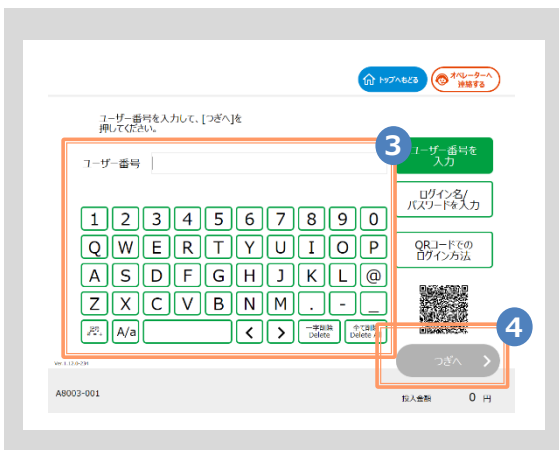 トップへもどる
オペレーターへ
連絡する
ユーザー番号を入力して、[つぎへ]を
押してください。
3
ユーザー番号
ユーザー番号を
入力
ログイン名/
パスワードを入力
1 2 3 4 5 6 7 8 9 0
Q W E R T Y U I O P
QRコードでの
ログイン方法
A S D F G H J K L @
Z X C V B N M . - _
A/a < > 一字削除 Delete 全て削除 Delete All
4
つぎへ >
A8003-001
投入金額 0 円